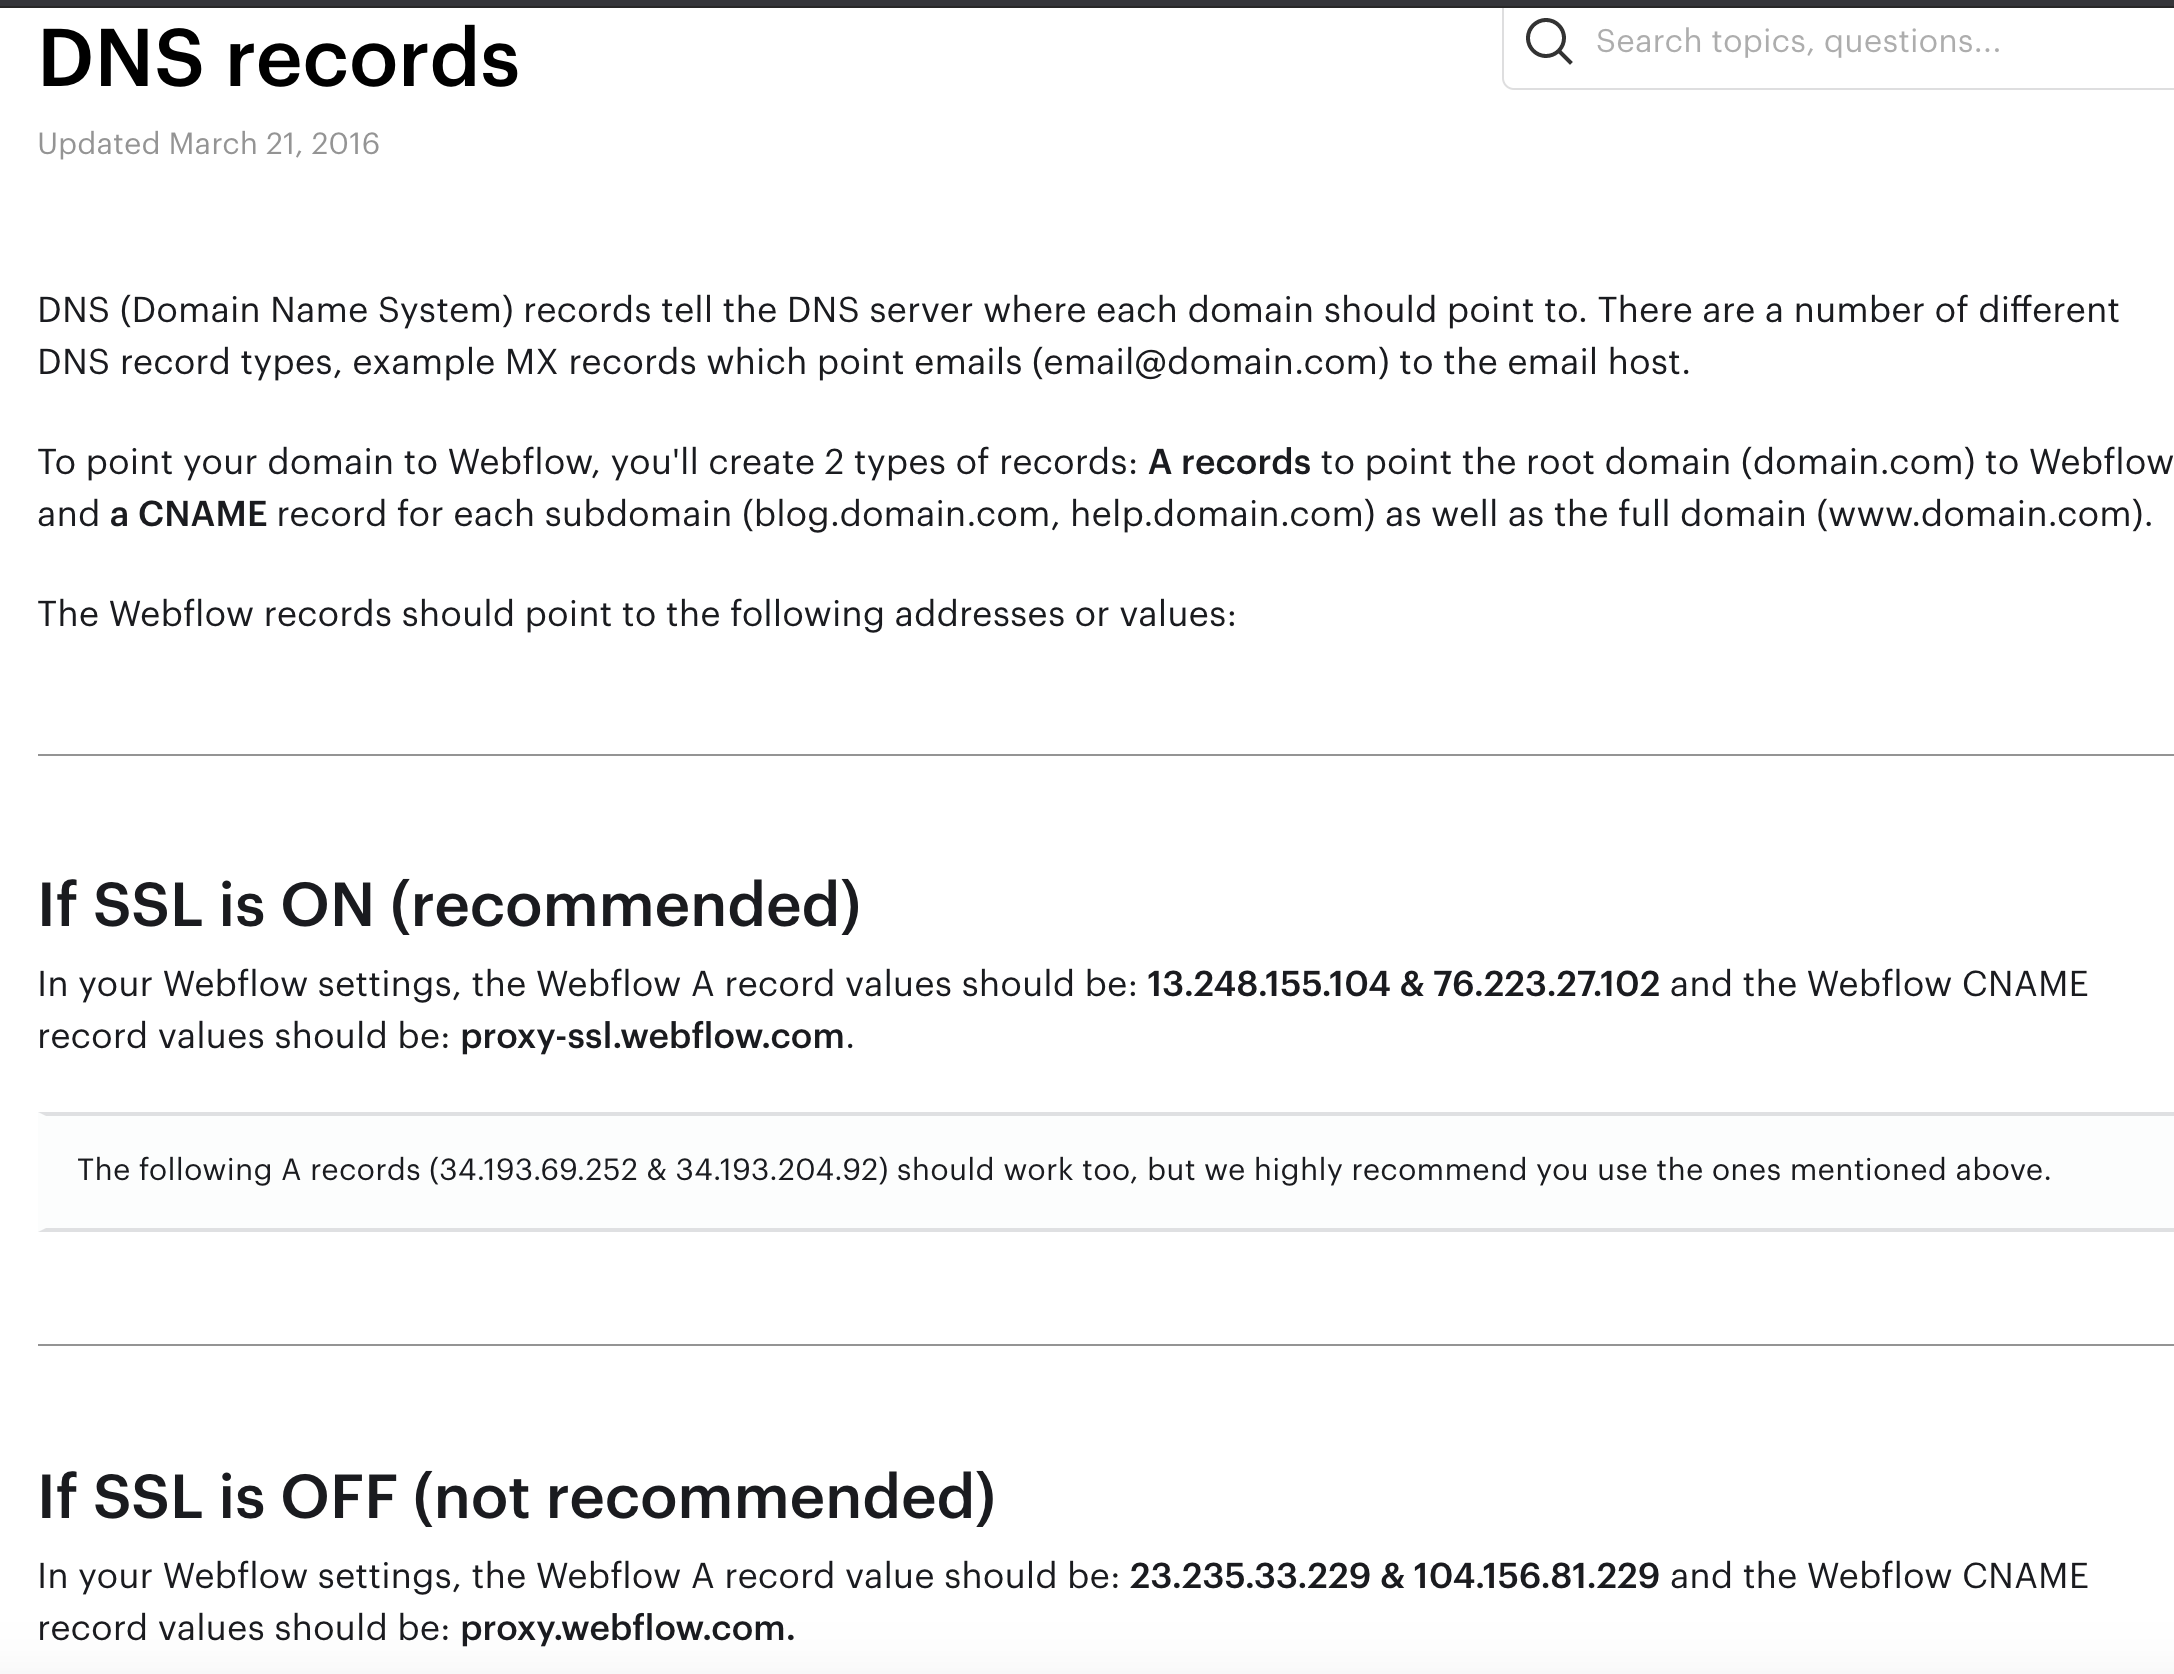 DNS records
Search topics, questions...
Updated March 21, 2016
DNS (Domain Name System) records tell the DNS server where each domain should point to. There are a number of different
DNS record types, example MX records which point emails (email@domain.com) to the email host.
To point your domain to Webflow, you'll create 2 types of records: A records to point the root domain (domain.com) to Webflow
and a CNAME record for each subdomain (blog.domain.com, help.domain.com) as well as the full domain (www.domain.com).
The Webflow records should point to the following addresses or values:
If SSL is ON (recommended)
In your Webflow settings, the Webflow A record values should be: 13.248.155.104 & 76.223.27.102 and the Webflow CNAME
record values should be: proxy-ssl.webflow.com.
The following A records (34.193.69.252 & 34.193.204.92) should work too, but we highly recommend you use the ones mentioned above.
If SSL is OFF (not recommended)
In your Webflow settings, the Webflow A record value should be: 23.235.33.229 & 104.156.81.229 and the Webflow CNAME
record values should be: proxy.webflow.com.